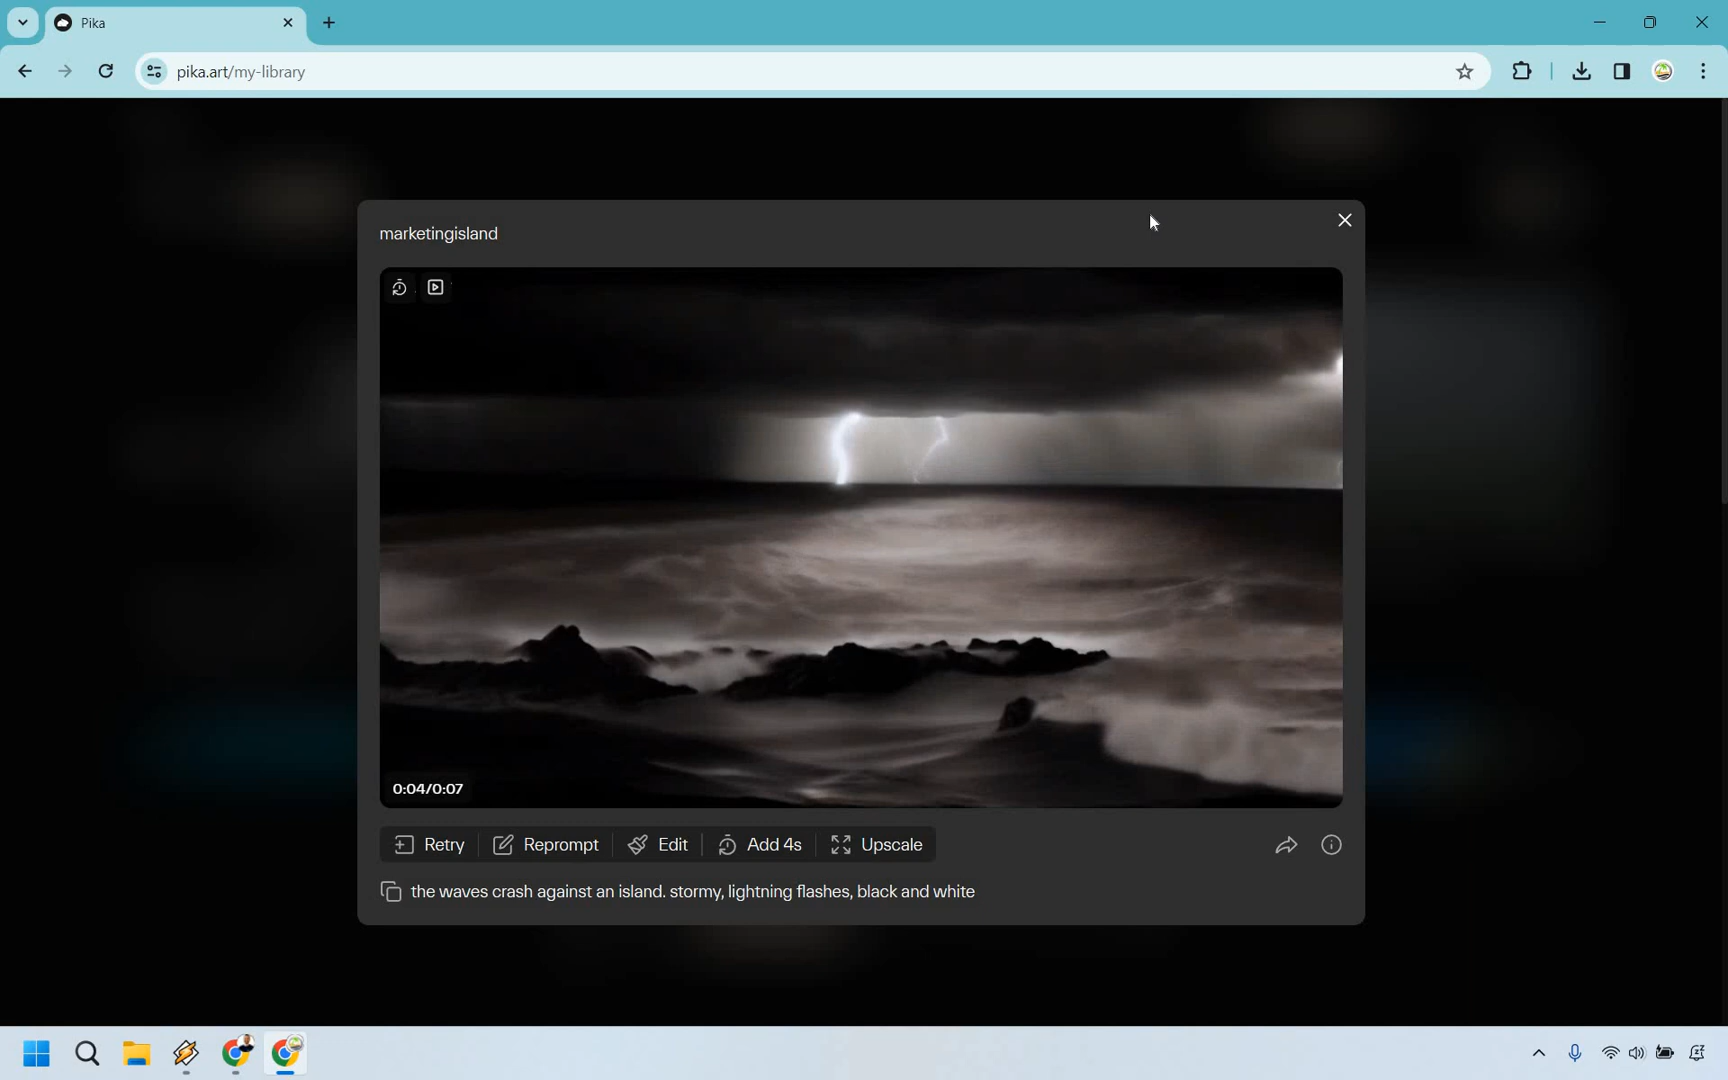 Pika
pika.art/my-library
marketingisland
0:04/0:07
Retry
Reprompt
Edit
Add 4s
Upscale
the waves crash against an island. stormy, lightning flashes, black and white